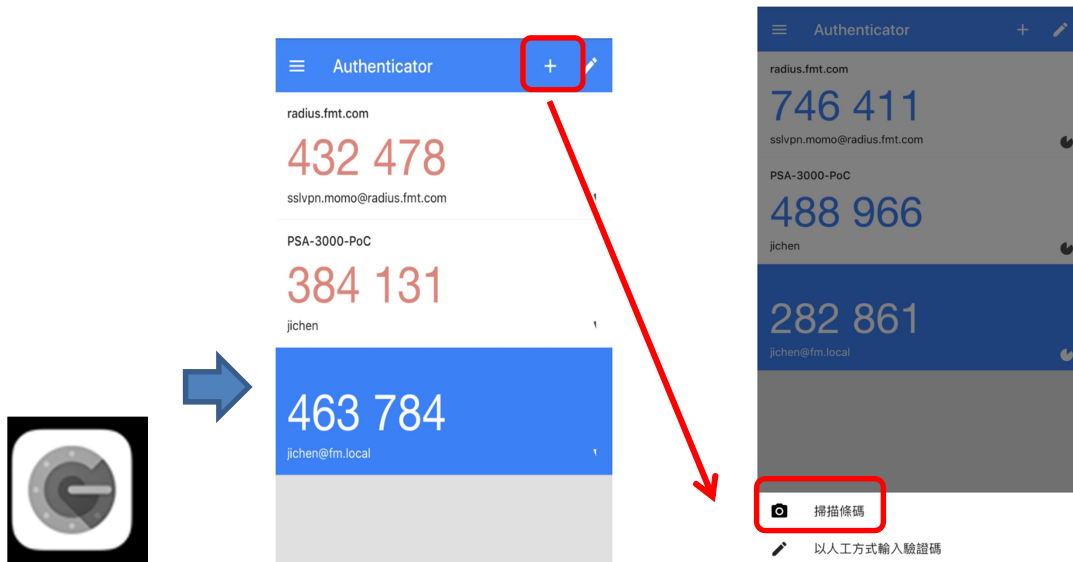 Authenticator
radius.fmt.com
432 478
sslvpn.momo@radius.fmt.com
PSA-3000-PoC
384 131
jichen
463 784
jichen@fm.local
Authenticator
radius.fmt.com
746 411
sslvpn.momo@radius.fmt.com
PSA-3000-PoC
488 966
jichen
282 861
jichen@fm.local
掃描條碼
以人工方式輸入驗證碼